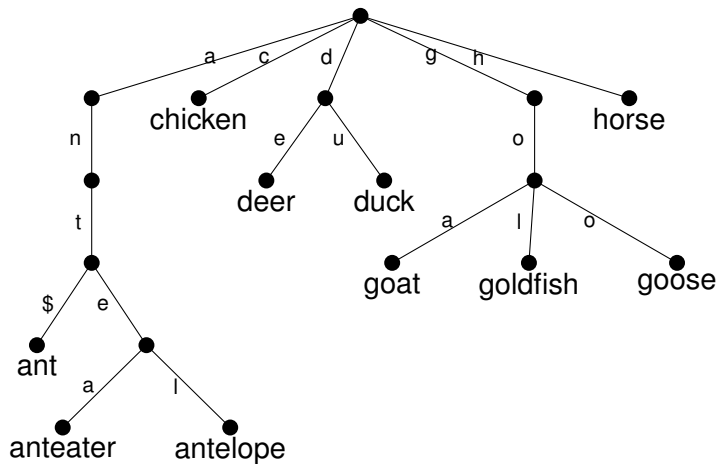 a c d g h
chicken horse
n e u o
deer duck
t a l o
goat goldfish goose
$ e
ant
a l
anteater antelope